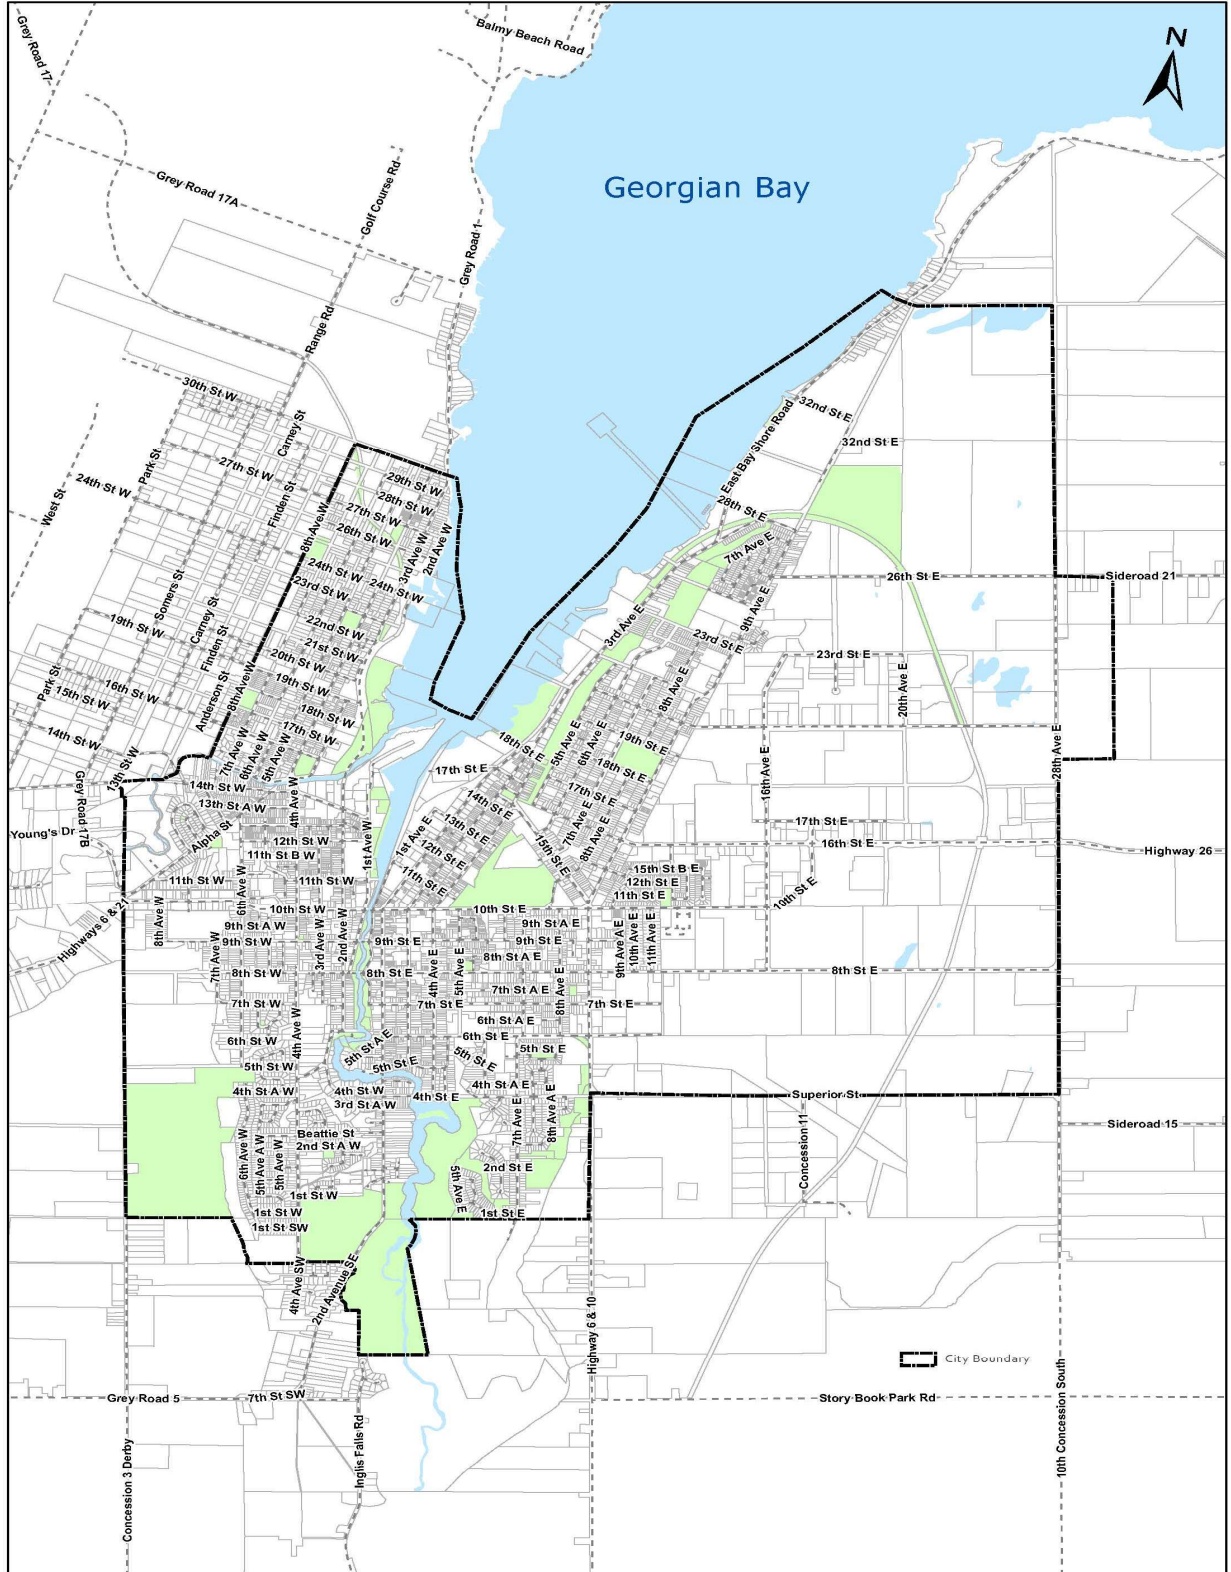 Balmy Beach Road
Grey Road 17
N
Grey Road 17A
Golf Course Rd
Georgian Bay
Grey Road 1
Range Rd
30th St W
Carney St
32nd St E
East Bay Shore Road
32nd St E
Park St
27th St W
24th St W
West St
Finden St
8th Ave W
29th St W
28th St W
27th St W
26th St W
3rd Ave W
2nd Ave W
28th St E
7th Ave E
24th St W
24th St W
23rd St W
26th St E
Sideroad 21
Somers St
Carney St
Finden St
19th St W
22nd St W
21st St W
20th St W
19th St W
18th St W
17th St W
3rd Ave E
9th Ave E
23rd St E
23rd St E
20th Ave E
8th Ave E
Park St
15th St W
16th St W
Anderson St
8th Ave W
14th St W
13th St W
7th Ave W
6th Ave W
5th Ave W
18th St E
5th Ave E
6th Ave E
19th St E
18th St E
28th Ave E
16th Ave E
17th St E
14th St W
13th St A W
4th Ave W
14th St E
13th St E
12th St E
11th St E
1st Ave E
17th St E
7th Ave E
8th Ave E
15th St E
Grey Road 17B
Young's Dr
Alpha St
12th St W
11th St B W
11th St W
11th St W
1st Ave W
17th St E
16th St E
Highway 26
15th St B E
12th St E
11th St E
10th St E
6th Ave W
10th St W
10th St E
Highways 6 & 21
8th Ave W
9th St A W
9th St W
7th Ave W
3rd Ave W
2nd Ave W
9th St E
9th St A E
9th St E
8th St A E
4th Ave E
5th Ave E
9th Ave A E
10th Ave E
11th Ave E
8th St W
8th St E
8th St E
7th St A E
8th Ave E
7th St W
7th St E
7th St E
6th St A E
6th St W
4th Ave W
6th St E
5th St A E
5th St E
5th St E
5th St E
5th St W
4th St A W
4th St W
3rd St A W
4th St E
4th St A E
7th Ave E
8th Ave A E
Superior St
Concession 11
Sideroad 15
Beattie St
2nd St A W
6th Ave W
5th Ave A W
5th Ave W
2nd St E
5th Ave E
1st St W
1st St W
1st St SW
1st St E
4th Ave SW
2nd Avenue SE
Highway 6 & 10
City Boundary
Grey Road 5
7th St SW
Story Book Park Rd
Concession 3 Derby
Inglis Falls Rd
10th Concession South